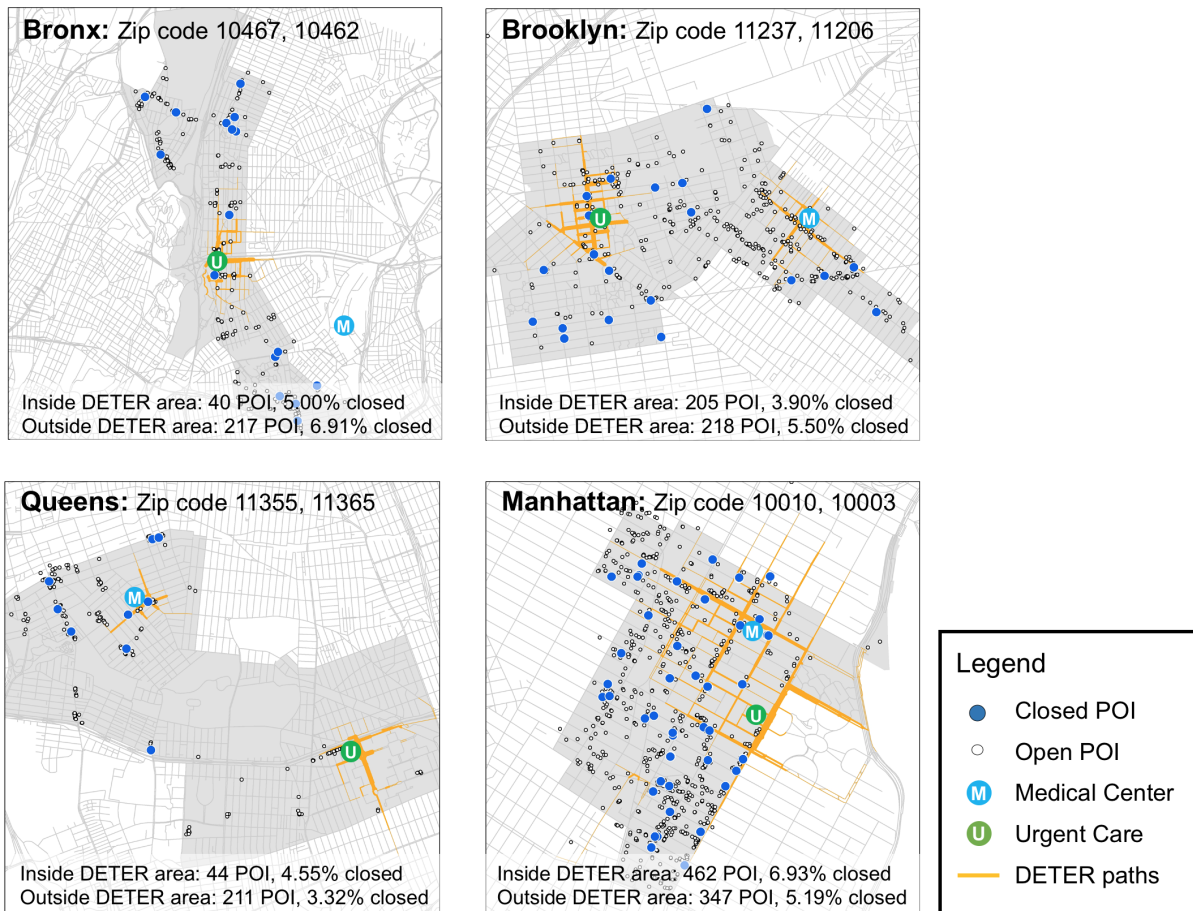 Bronx: Zip code 10467, 10462
U
M
Inside DETER area: 40 POI, 5.00% closed
Outside DETER area: 217 POI, 6.91% closed
Brooklyn: Zip code 11237, 11206
U
M
Inside DETER area: 205 POI, 3.90% closed
Outside DETER area: 218 POI, 5.50% closed
Queens: Zip code 11355, 11365
M
U
Inside DETER area: 44 POI, 4.55% closed
Outside DETER area: 211 POI, 3.32% closed
Manhattan: Zip code 10010, 10003
M
U
Inside DETER area: 462 POI, 6.93% closed
Outside DETER area: 347 POI, 5.19% closed
Legend
Closed POI
Open POI
M Medical Center
U Urgent Care
DETER paths